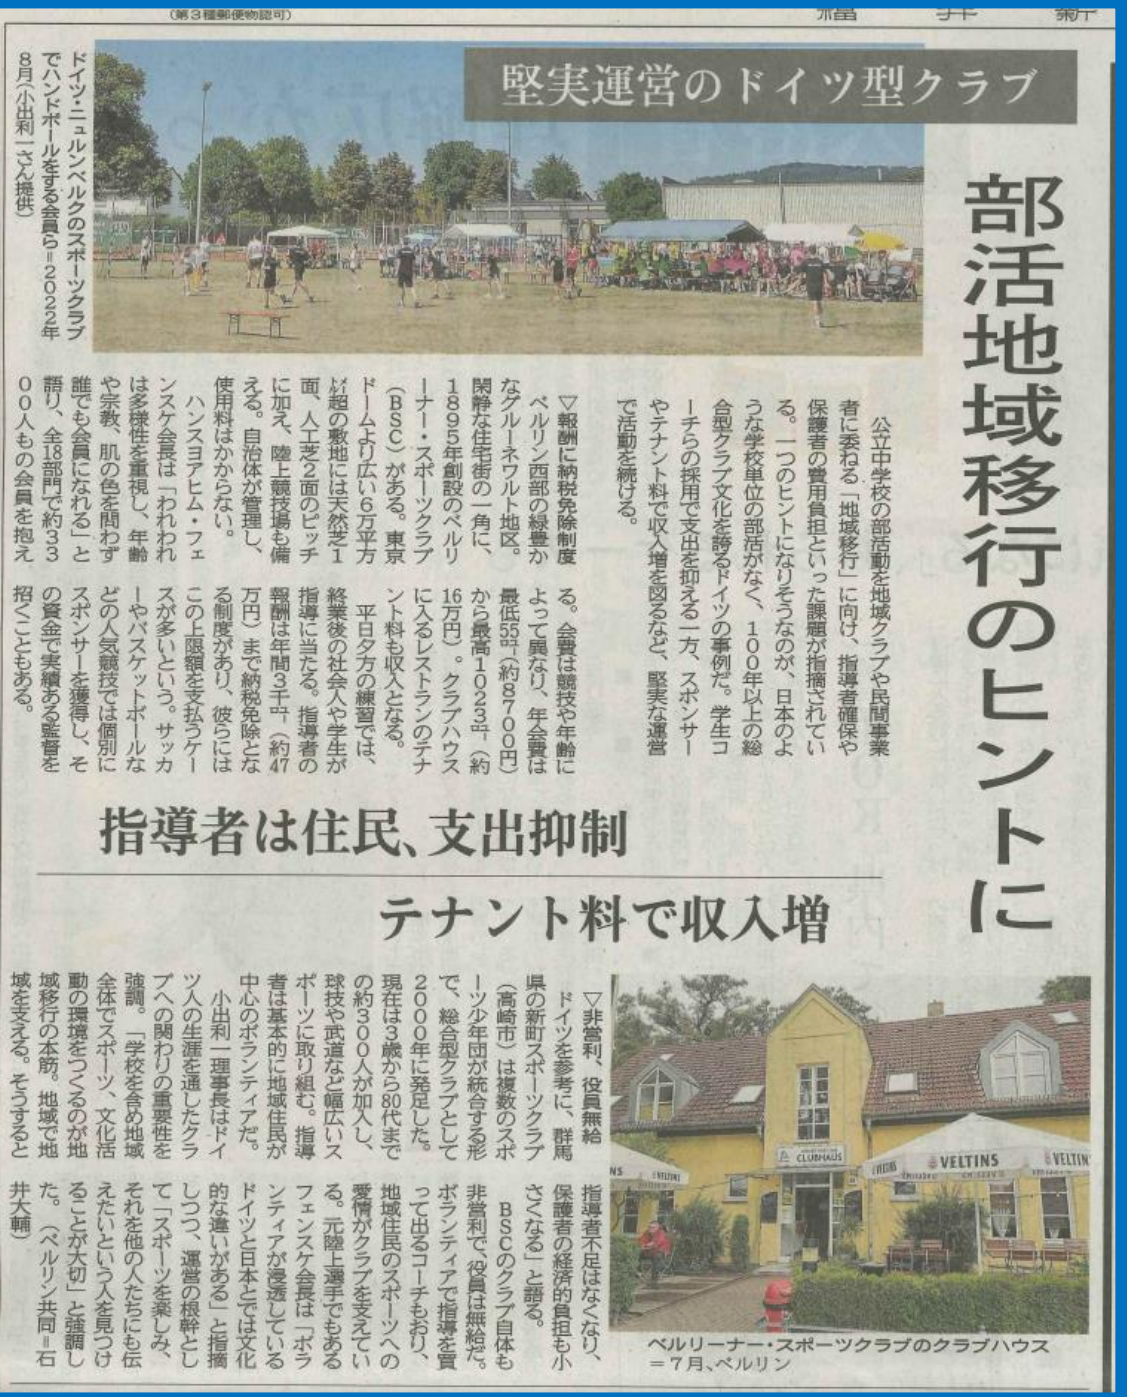 (第3種郵便物認可)
福
井
新
堅実運営のドイツ型クラブ
部活地域移行のヒントに
ドイツ・ニュルンベルクのスポーツクラブ
でハンドボールをする会員ら＝2022年
8月(小出利一さん提供)
公立中学校の部活動を地域クラブや民間事業
者に委ねる「地域移行」に向け、指導者確保や
保護者の費用負担といった課題が指摘されてい
る。一つのヒントになりそうなのが、日本のよ
うな学校単位の部活がなく、100年以上の総
合型クラブ文化を誇るドイツの事例だ。学生コ
ーチらの採用で支出を抑える一方、スポンサー
やテナント料で収入増を図るなど、堅実な運営
で活動を続ける。
▽報酬に納税免除制度
ベルリン西部の緑豊か
なグルーネワルト地区。
閑静な住宅街の一角に、
1895年創設のベルリ
ーナー・スポーツクラブ
(BSC)がある。東京
ドームより広い6万平方
㍍超の敷地には天然芝1
面、人工芝2面のピッチ
に加え、陸上競技場も備
える。自治体が管理し、
使用料はかからない。
ハンスヨアヒム・フェ
ンスケ会長は「われわれ
は多様性を重視し、年齢
や宗教、肌の色を問わず
誰でも会員になれる」と
語り、全18部門で約33
00人もの会員を抱え
る。会費は競技や年齢に
よって異なり、年会費は
最低55㌆(約8700円)
から最高1023㌆(約
16万円)。クラブハウス
に入るレストランのテナ
ント料も収入となる。
平日夕方の練習では、
終業後の社会人や学生が
指導に当たる。指導者の
報酬は年間3千㌆(約47
万円)まで納税免除とな
る制度があり、彼らには
この上限額を支払うケー
スが多いという。サッカ
ーやバスケットボールな
どの人気競技では個別に
スポンサーを獲得し、そ
の資金で実績ある監督を
招くこともある。
指導者は住民、支出抑制
テナント料で収入増
▽非営利、役員無給
ドイツを参考に、群馬
県の新町スポーツクラブ
(高崎市)は複数のスポ
ーツ少年団が統合する形
で、総合型クラブとして
2000年に発足した。
現在は3歳から80代まで
の約300人が加入し、
球技や武道など幅広いス
ポーツに取り組む。指導
者は基本的に地域住民が
中心のボランティアだ。
小出利一理事長はドイ
ツ人の生涯を通したクラ
ブへの関わりの重要性を
強調。「学校を含め地域
全体でスポーツ、文化活
動の環境をつくるのが地
域移行の本筋。地域で地
域を支える。そうすると
指導者不足はなくなり、
保護者の経済的負担も小
さくなる」と語る。
BSCのクラブ自体も
非営利で、役員は無給だ。
ボランティアで指導を買
って出るコーチもおり、
地域住民のスポーツへの
愛情がクラブを支えてい
る。元陸上選手でもある
フェンスケ会長は「ボラ
ンティアが浸透している
ドイツと日本とでは文化
的な違いがある」と指摘
しつつ、運営の根幹とし
て「スポーツを楽しみ、
それを他の人たちにも伝
えたいという人を見つけ
ることが大切」と強調し
た。(ベルリン共同＝石
井大輔)
CLUBHAUS
VELTINS
VELTIN
ベルリーナー・スポーツクラブのクラブハウス
＝7月、ベルリン